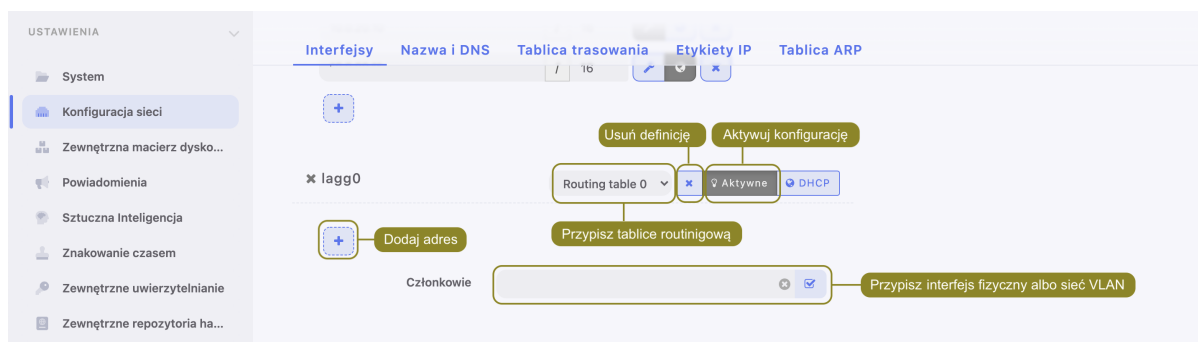 USTAWIENIA
System
Konfiguracja sieci
Zewnętrzna macierz dysko...
Powiadomienia
Sztuczna Inteligencja
Znakowanie czasem
Zewnętrzne uwierzytelnianie
Zewnętrzne repozytoria ha...
Interfejsy Nazwa i DNS Tablica trasowania Etykiety IP Tablica ARP
/ 16
+
Usuń definicję Aktywuj konfigurację
lagg0 Routing table 0 Aktywne DHCP
Przypisz tablice routinigową
+ Dodaj adres
Członkowie Przypisz interfejs fizyczny albo sieć VLAN